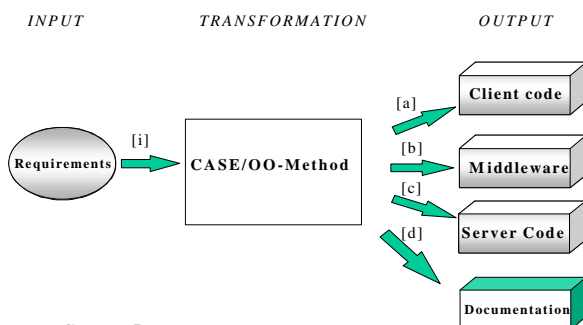 INPUT TRANSFORMATION OUTPUT
[a]
Client code
[i]
[b]
Requirements
CASE/OO-Method
Middleware
[c]
Server Code
[d]
Documentation